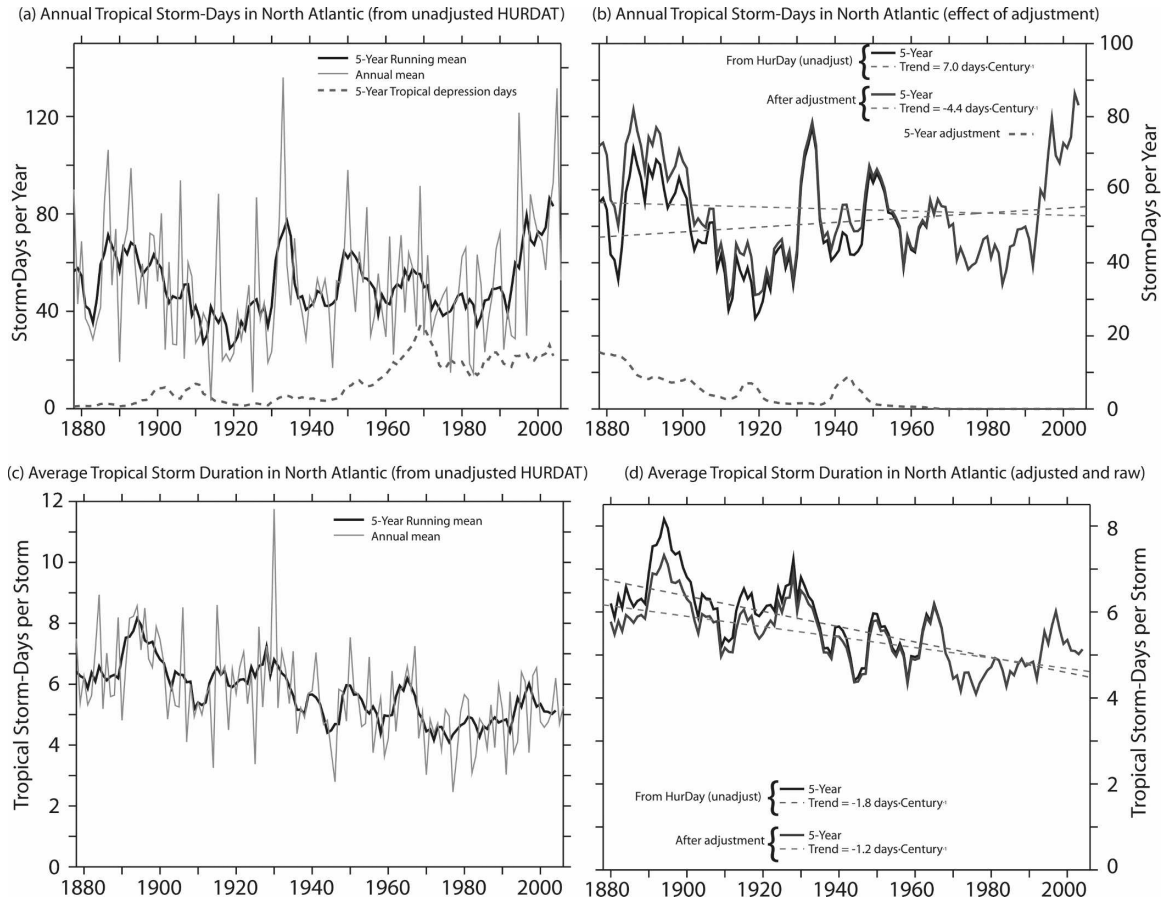 (a) Annual Tropical Storm-Days in North Atlantic (from unadjusted HURDAT)
5-Year Running mean
Annual mean
5-Year Tropical depression days
Storm•Days per Year
120
80
40
0
1880 1900 1920 1940 1960 1980 2000
(b) Annual Tropical Storm-Days in North Atlantic (effect of adjustment)
From HurDay (unadjust) { 5-Year
Trend = 7.0 days·Century⁻¹
After adjustment { 5-Year
Trend = -4.4 days·Century⁻¹
5-Year adjustment
100
80
60
40
20
0
Storm•Days per Year
1880 1900 1920 1940 1960 1980 2000
(c) Average Tropical Storm Duration in North Atlantic (from unadjusted HURDAT)
5-Year Running mean
Annual mean
Tropical Storm-Days per Storm
12
10
8
6
4
2
0
1880 1900 1920 1940 1960 1980 2000
(d) Average Tropical Storm Duration in North Atlantic (adjusted and raw)
8
6
4
2
0
Tropical Storm-Days per Storm
From HurDay (unadjust) { 5-Year
Trend = -1.8 days·Century⁻¹
After adjustment { 5-Year
Trend = -1.2 days·Century⁻¹
1880 1900 1920 1940 1960 1980 2000